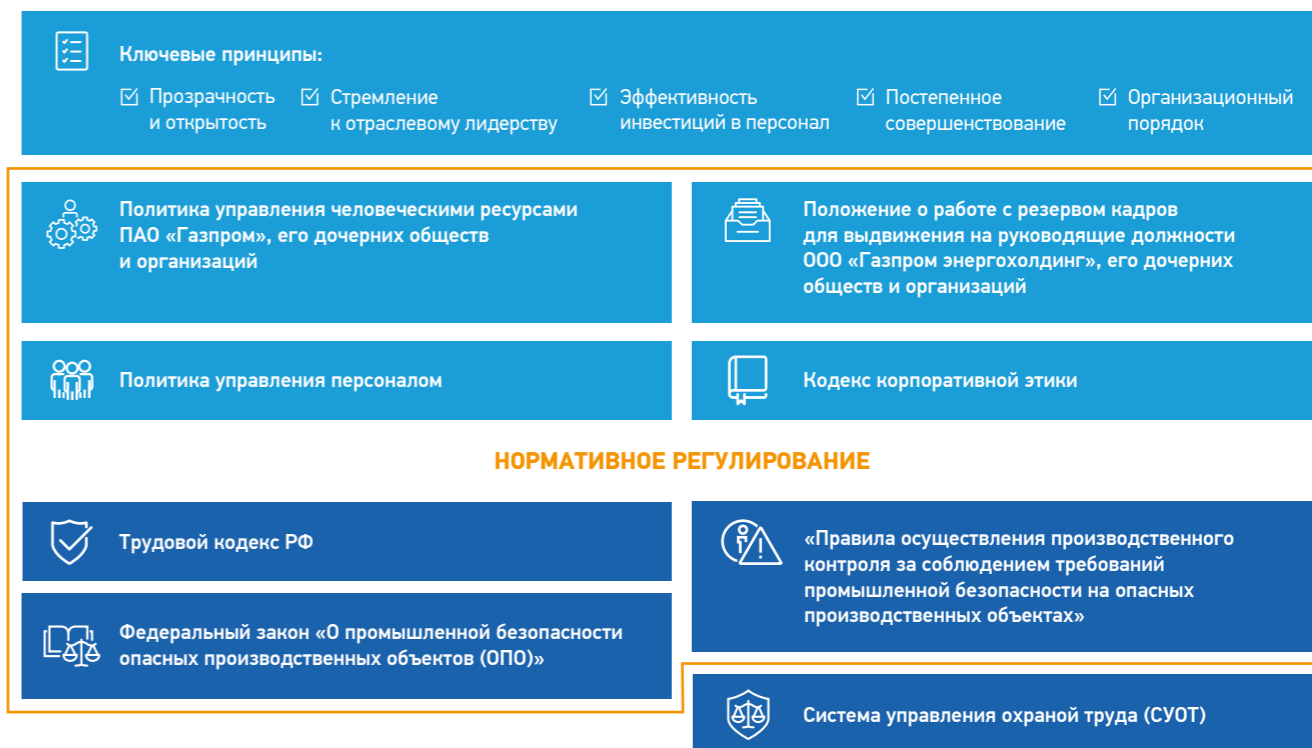 Ключевые принципы:
Прозрачность
и открытость
Стремление
к отраслевому лидерству
Эффективность
инвестиций в персонал
Постепенное
совершенствование
Организационный
порядок
Политика управления человеческими ресурсами
ПАО «Газпром», его дочерних обществ
и организаций
Положение о работе с резервом кадров
для выдвижения на руководящие должности
ООО «Газпром энергохолдинг», его дочерних
обществ и организаций
Политика управления персоналом
Кодекс корпоративной этики
НОРМАТИВНОЕ РЕГУЛИРОВАНИЕ
Трудовой кодекс РФ
«Правила осуществления производственного
контроля за соблюдением требований
промышленной безопасности на опасных
производственных объектах»
Федеральный закон «О промышленной безопасности
опасных производственных объектов (ОПО)»
Система управления охраной труда (СУОТ)